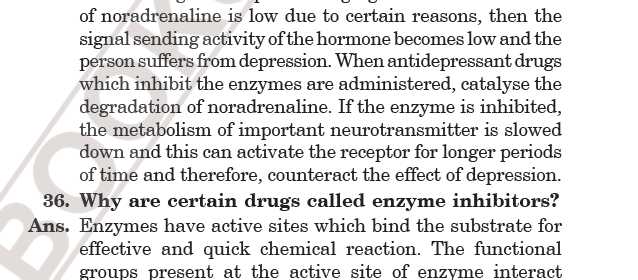 of noradrenaline is low due to certain reasons, then the
signal sending activity of the hormone becomes low and the
person suffers from depression. When antidepressant drugs
which inhibit the enzymes are administered, catalyse the
degradation of noradrenaline. If the enzyme is inhibited,
the metabolism of important neurotransmitter is slowed
down and this can activate the receptor for longer periods
of time and therefore, counteract the effect of depression.
36. Why are certain drugs called enzyme inhibitors?
Ans. Enzymes have active sites which bind the substrate for
effective and quick chemical reaction. The functional
groups present at the active site of enzyme interact